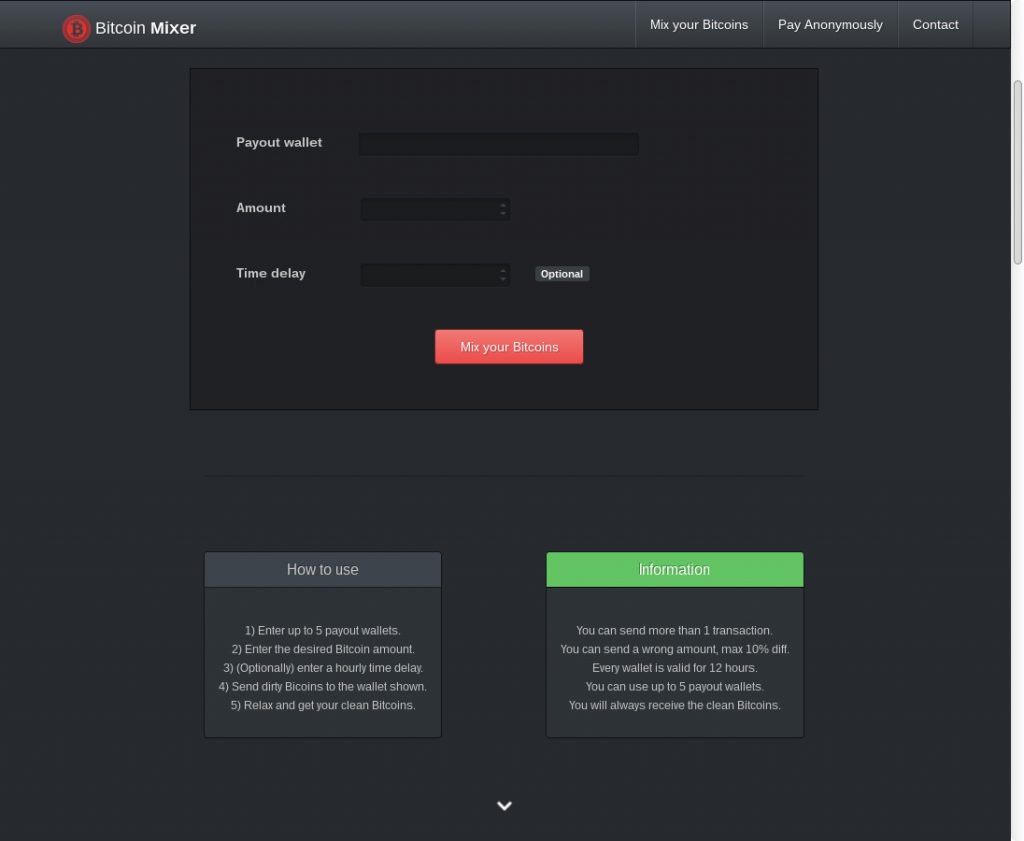 Bitcoin Mixer
Mix your Bitcoins
Pay Anonymously
Contact
Payout wallet
Amount
Time delay
Optional
Mix your Bitcoins
How to use
1) Enter up to 5 payout wallets.
2) Enter the desired Bitcoin amount.
3) (Optionally) enter a hourly time delay.
4) Send dirty Bicoins to the wallet shown.
5) Relax and get your clean Bitcoins.
Information
You can send more than 1 transaction.
You can send a wrong amount, max 10% diff.
Every wallet is valid for 12 hours.
You can use up to 5 payout wallets.
You will always receive the clean Bitcoins.